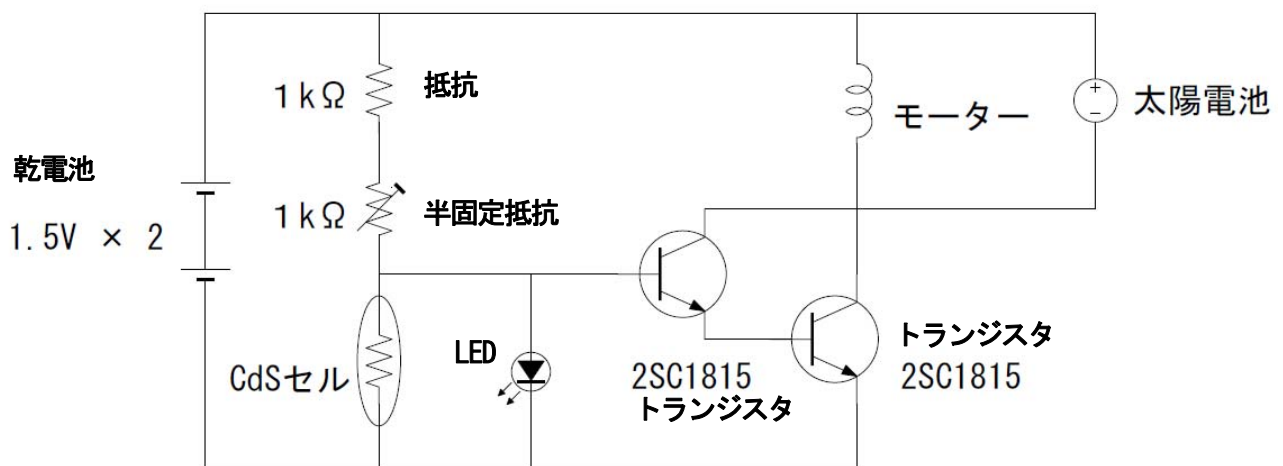 1kΩ
抵抗
モーター
+
−
太陽電池
乾電池
1.5V × 2
1kΩ
半固定抵抗
CdSセル
LED
2SC1815
トランジスタ
トランジスタ
2SC1815